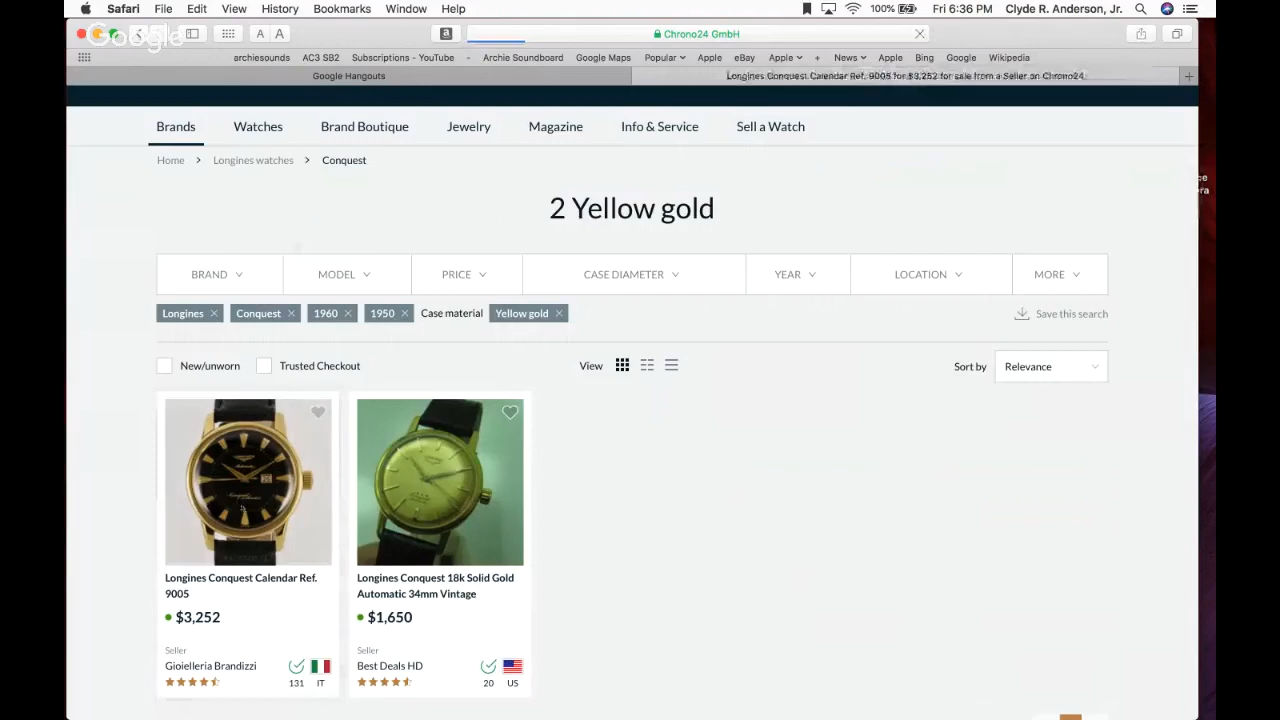 Safari File Edit View History Bookmarks Window Help 100% Fri 6:36 PM Clyde R. Anderson, Jr.
Google A A a Chrono24 GmbH
archiesounds AC3 SB2 Subscriptions - YouTube - Archie Soundboard Google Maps Popular Apple eBay Apple + News Apple Bing Google Wikipedia
Google Hangouts Longines Conquest Calendar Ref. 9005 for $3,252 for sale from a Seller on Chrono24
Brands Watches Brand Boutique Jewelry Magazine Info & Service Sell a Watch
Home > Longines watches > Conquest
2 Yellow gold
BRAND MODEL PRICE CASE DIAMETER YEAR LOCATION MORE
Longines × Conquest × 1960 × 1950 × Case material Yellow gold × Save this search
New/unworn Trusted Checkout View Sort by Relevance
Longines Conquest Calendar Ref. 9005
$3,252
Seller
Gioielleria Brandizzi
131 IT
Longines Conquest 18k Solid Gold
Automatic 34mm Vintage
$1,650
Seller
Best Deals HD
20 US